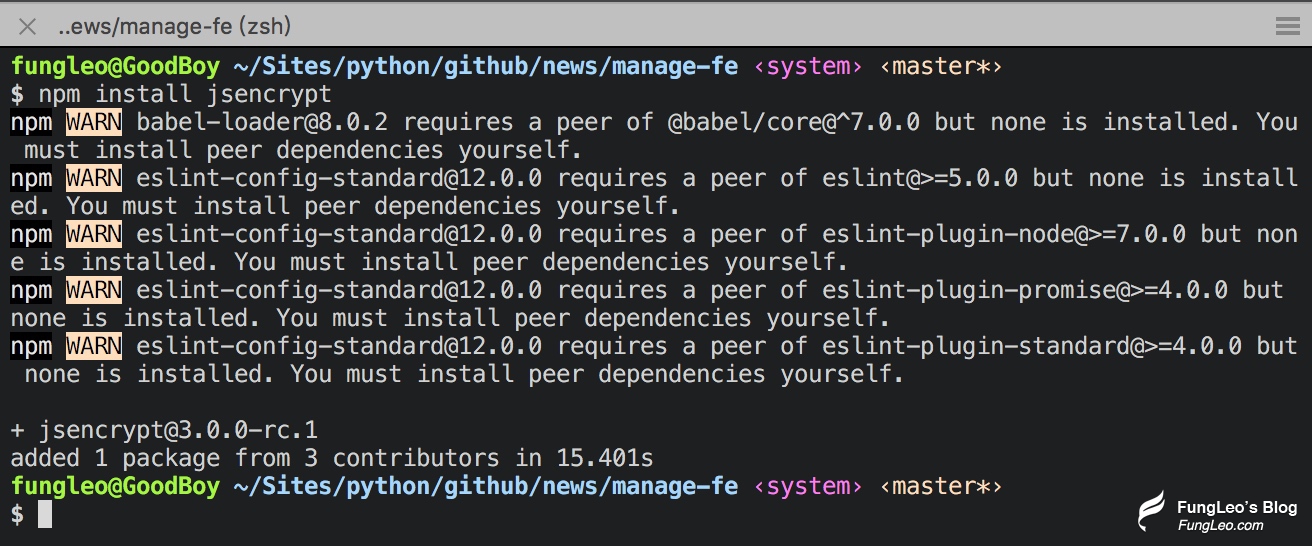 ..ews/manage-fe (zsh)
fungleo@GoodBoy ~/Sites/python/github/news/manage-fe ‹system› ‹master*›
$ npm install jsencrypt
npm WARN babel-loader@8.0.2 requires a peer of @babel/core@^7.0.0 but none is installed. You
must install peer dependencies yourself.
npm WARN eslint-config-standard@12.0.0 requires a peer of eslint@>=5.0.0 but none is install
ed. You must install peer dependencies yourself.
npm WARN eslint-config-standard@12.0.0 requires a peer of eslint-plugin-node@>=7.0.0 but non
e is installed. You must install peer dependencies yourself.
npm WARN eslint-config-standard@12.0.0 requires a peer of eslint-plugin-promise@>=4.0.0 but
none is installed. You must install peer dependencies yourself.
npm WARN eslint-config-standard@12.0.0 requires a peer of eslint-plugin-standard@>=4.0.0 but
none is installed. You must install peer dependencies yourself.
+ jsencrypt@3.0.0-rc.1
added 1 package from 3 contributors in 15.401s
fungleo@GoodBoy ~/Sites/python/github/news/manage-fe ‹system› ‹master*›
$
FungLeo's Blog
FungLeo.com